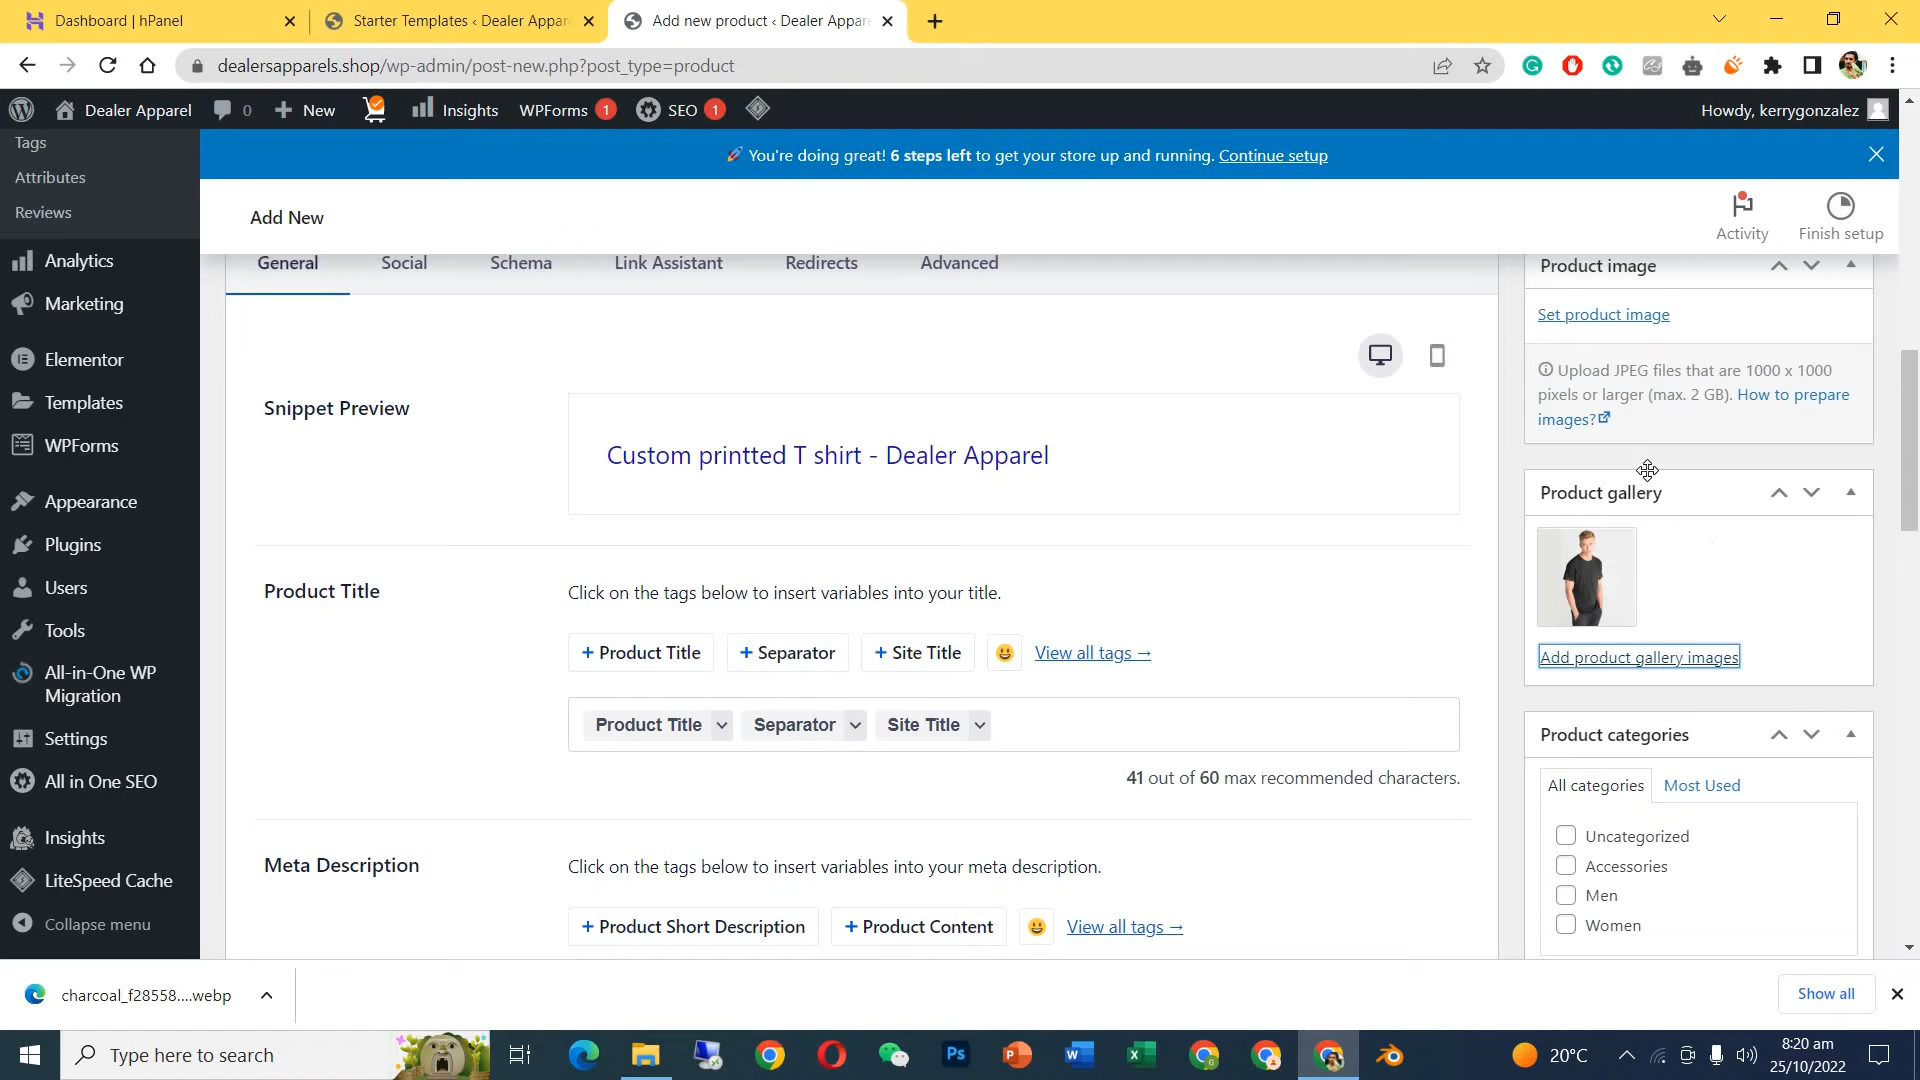 Dashboard | hPanel
Starter Templates ‹ Dealer Appar
Add new product ‹ Dealer Appare
dealersapparels.shop/wp-admin/post-new.php?post_type=product
Dealer Apparel
0
New
Insights
WPForms
1
SEO
1
Howdy, kerrygonzalez
Tags
Attributes
Reviews
Analytics
Marketing
Elementor
Templates
WPForms
Appearance
Plugins
Users
Tools
All-in-One WP
Migration
Settings
All in One SEO
Insights
LiteSpeed Cache
Collapse menu
🚀 You're doing great! 6 steps left to get your store up and running. Continue setup
Add New
Activity
Finish setup
General
Social
Schema
Link Assistant
Redirects
Advanced
Snippet Preview
Custom printted T shirt - Dealer Apparel
Product Title
Click on the tags below to insert variables into your title.
+ Product Title
+ Separator
+ Site Title
View all tags →
Product Title
Separator
Site Title
41 out of 60 max recommended characters.
Meta Description
Click on the tags below to insert variables into your meta description.
+ Product Short Description
+ Product Content
View all tags →
Product image
Set product image
Upload JPEG files that are 1000 x 1000
pixels or larger (max. 2 GB). How to prepare
images?
Product gallery
Add product gallery images
Product categories
All categories
Most Used
Uncategorized
Accessories
Men
Women
charcoal_f28558....webp
Show all
Type here to search
20°C
8:20 am
25/10/2022